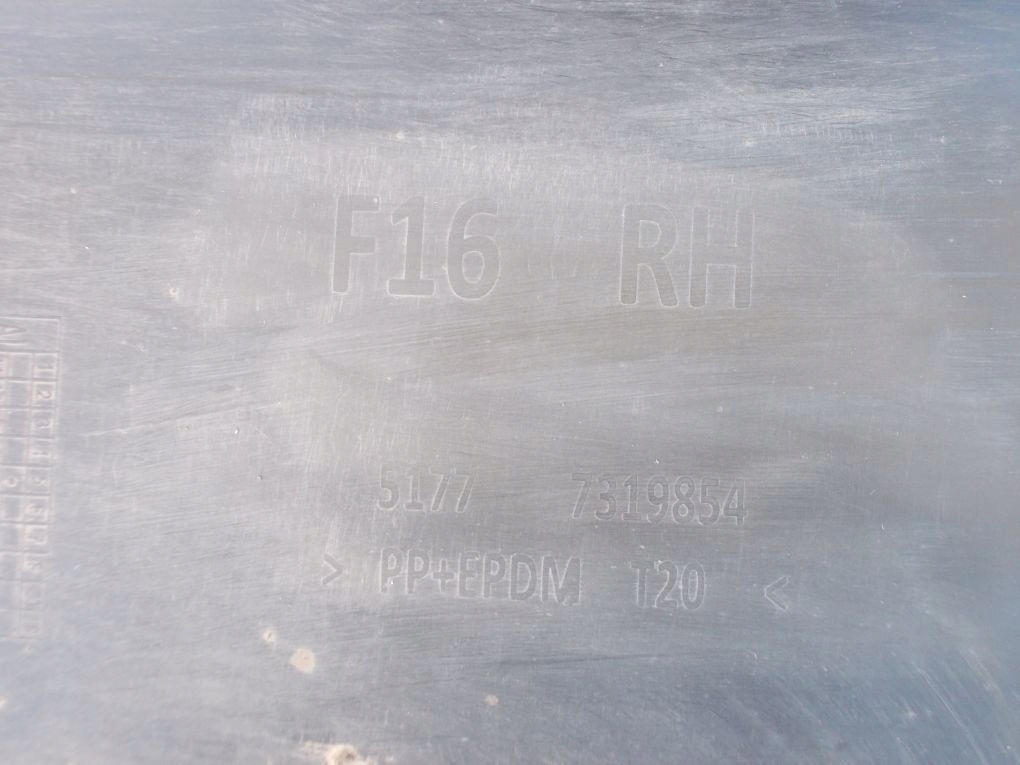 F16 RH
5177 7319854
> PP+EPDM T20 <